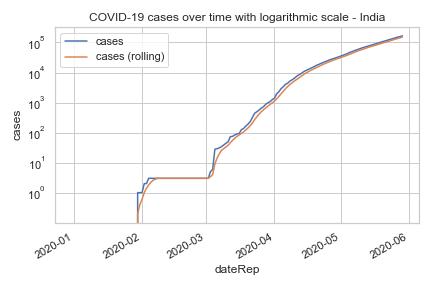 COVID-19 cases over time with logarithmic scale - India
cases
cases (rolling)
10^5
10^4
10^3
10^2
10^1
10^0
cases
2020-01
2020-02
2020-03
2020-04
2020-05
2020-06
dateRep